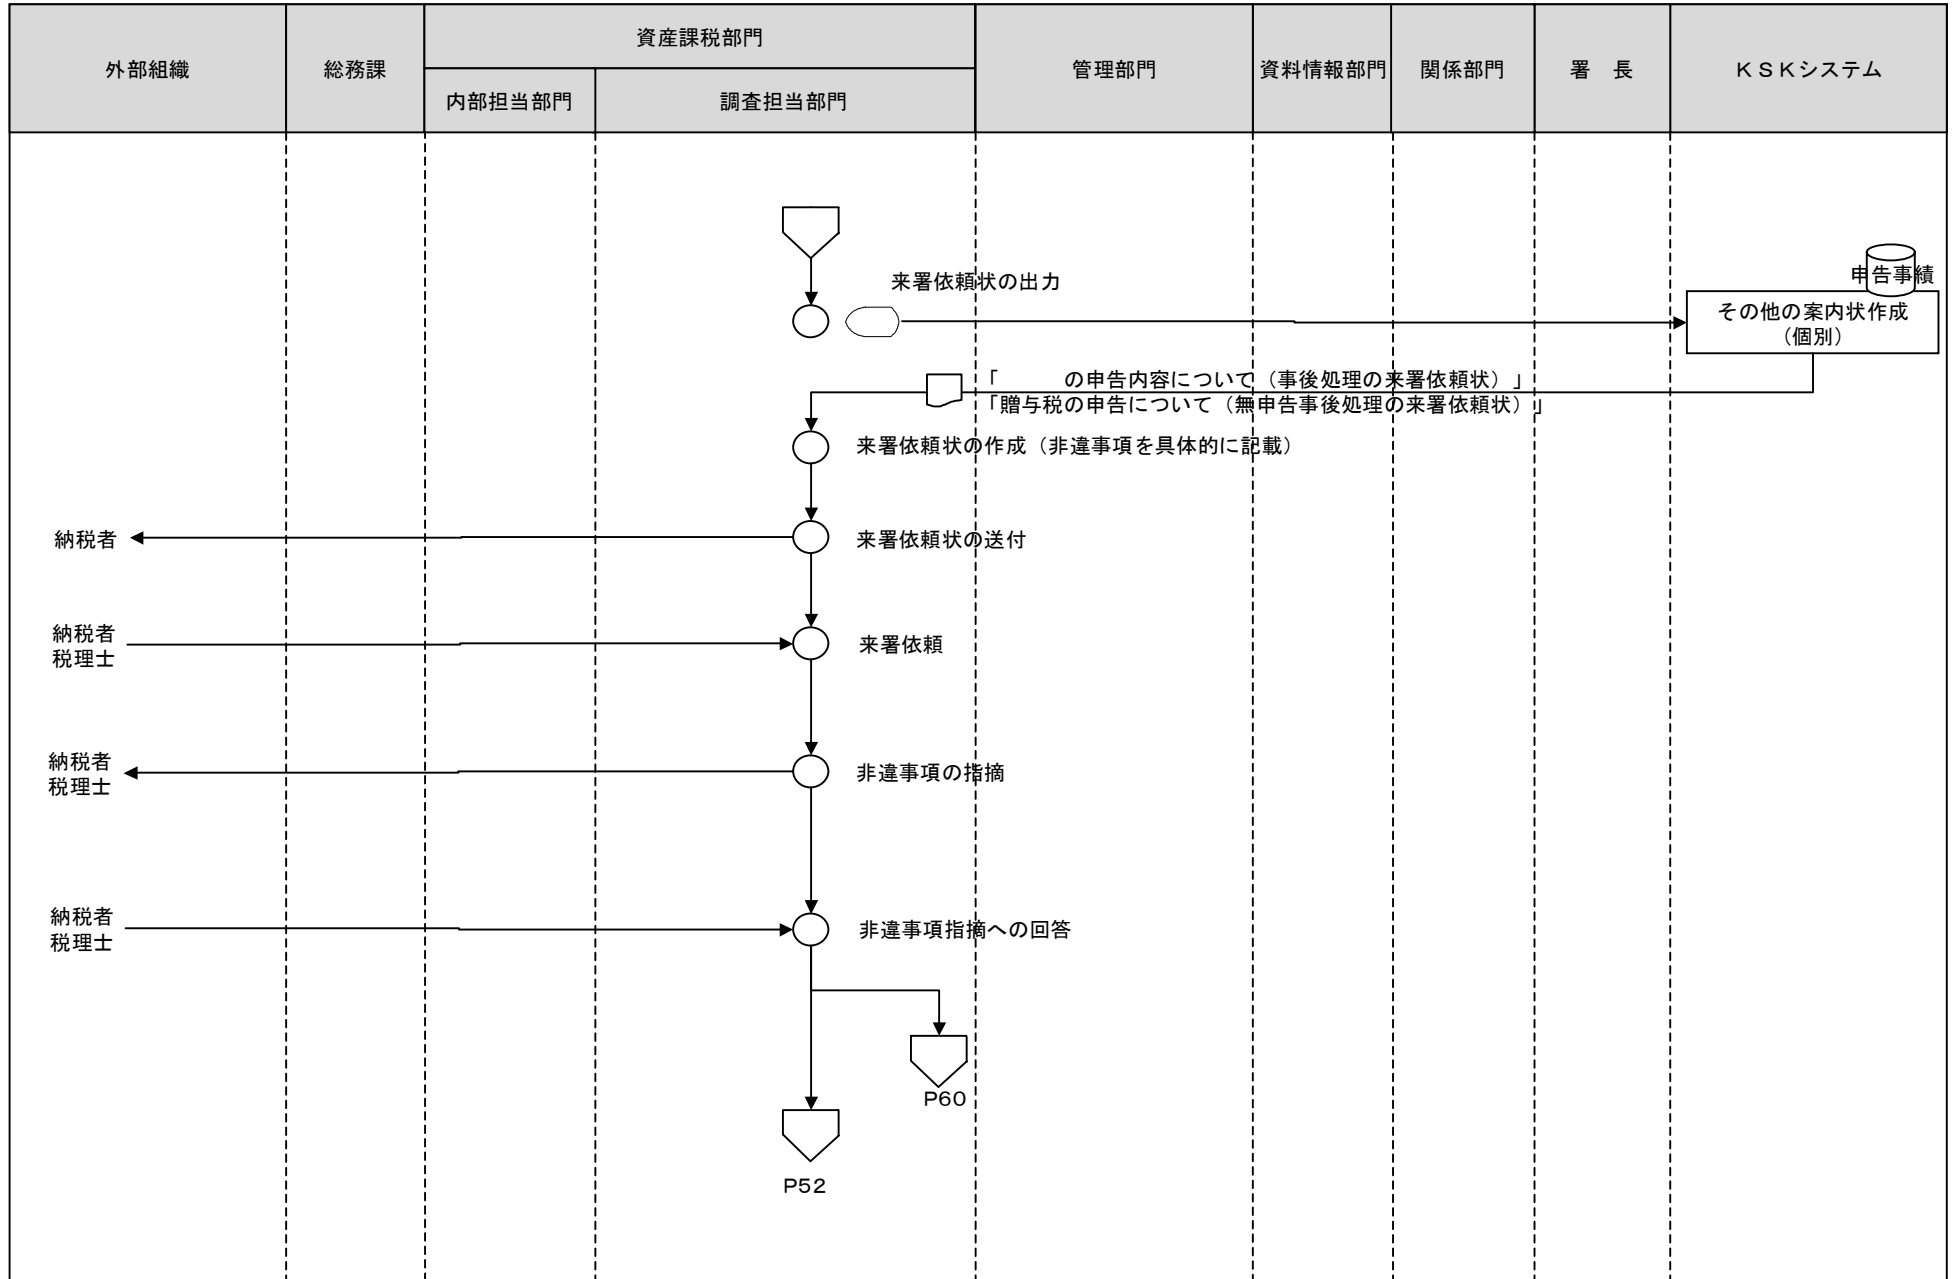 外部組織
総務課
資産課税部門
内部担当部門
調査担当部門
管理部門
資料情報部門
関係部門
署　長
ＫＳＫシステム
来署依頼状の出力
申告事績
その他の案内状作成
（個別）
「　　　の申告内容について（事後処理の来署依頼状）」
「贈与税の申告について（無申告事後処理の来署依頼状）」
来署依頼状の作成（非違事項を具体的に記載）
納税者
来署依頼状の送付
納税者
税理士
来署依頼
納税者
税理士
非違事項の指摘
納税者
税理士
非違事項指摘への回答
P60
P52